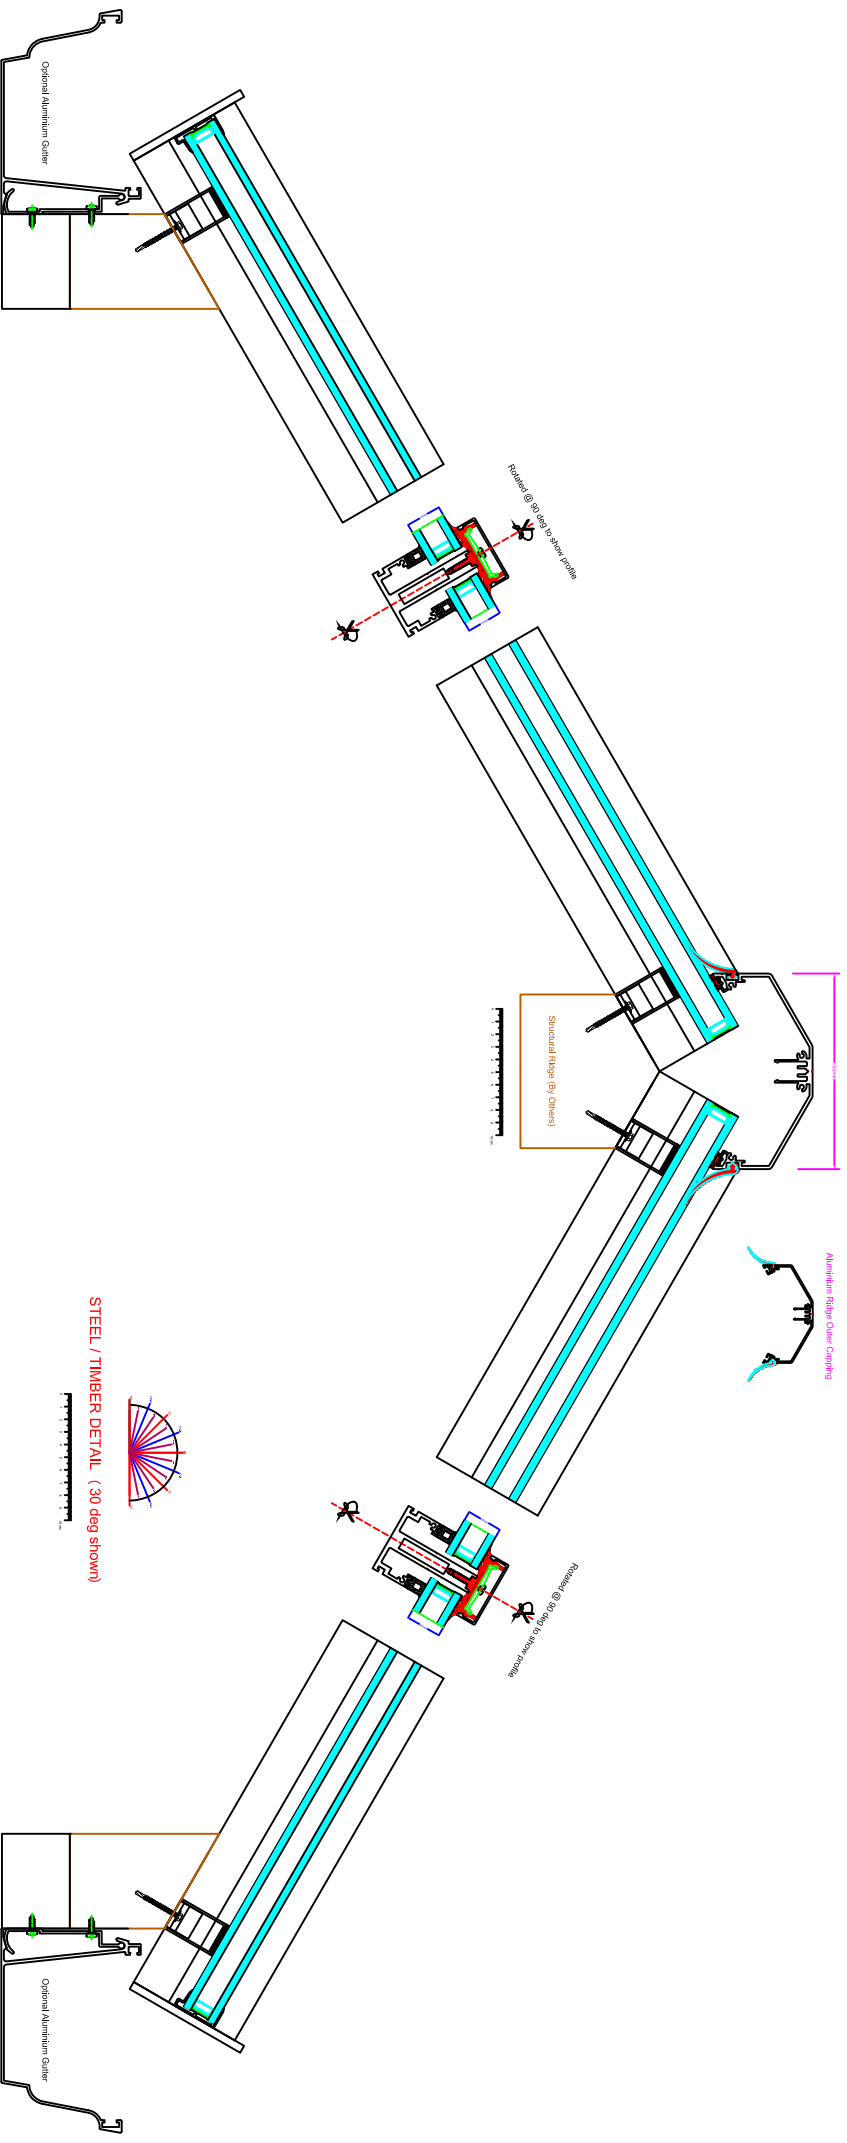 Optional Aluminium Gutter
Rotated @ 90 deg to show profile
Structural Ridge (By Others)
Aluminium Ridge Outer Capping
STEEL / TIMBER DETAIL ( 30 deg shown)
Rotated @ 90 deg to show profile
Optional Aluminium Gutter